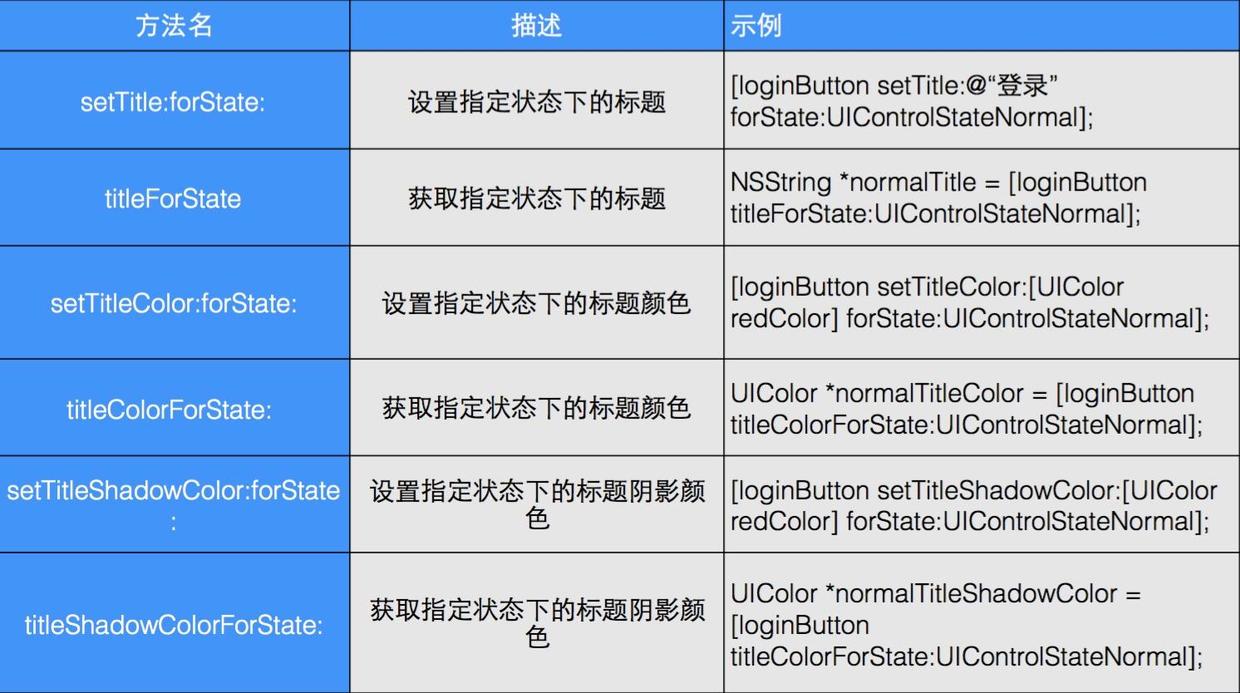 方法名 描述 示例
setTitle:forState:
设置指定状态下的标题
[loginButton setTitle:@“登录”
forState:UIControlStateNormal];
titleForState
获取指定状态下的标题
NSString *normalTitle = [loginButton
titleForState:UIControlStateNormal];
setTitleColor:forState:
设置指定状态下的标题颜色
[loginButton setTitleColor:[UIColor
redColor] forState:UIControlStateNormal];
titleColorForState:
获取指定状态下的标题颜色
UIColor *normalTitleColor = [loginButton
titleColorForState:UIControlStateNormal];
setTitleShadowColor:forState
:
设置指定状态下的标题阴影颜
色
[loginButton setTitleShadowColor:[UIColor
redColor] forState:UIControlStateNormal];
titleShadowColorForState:
获取指定状态下的标题阴影颜
色
UIColor *normalTitleShadowColor =
[loginButton
titleColorForState:UIControlStateNormal];